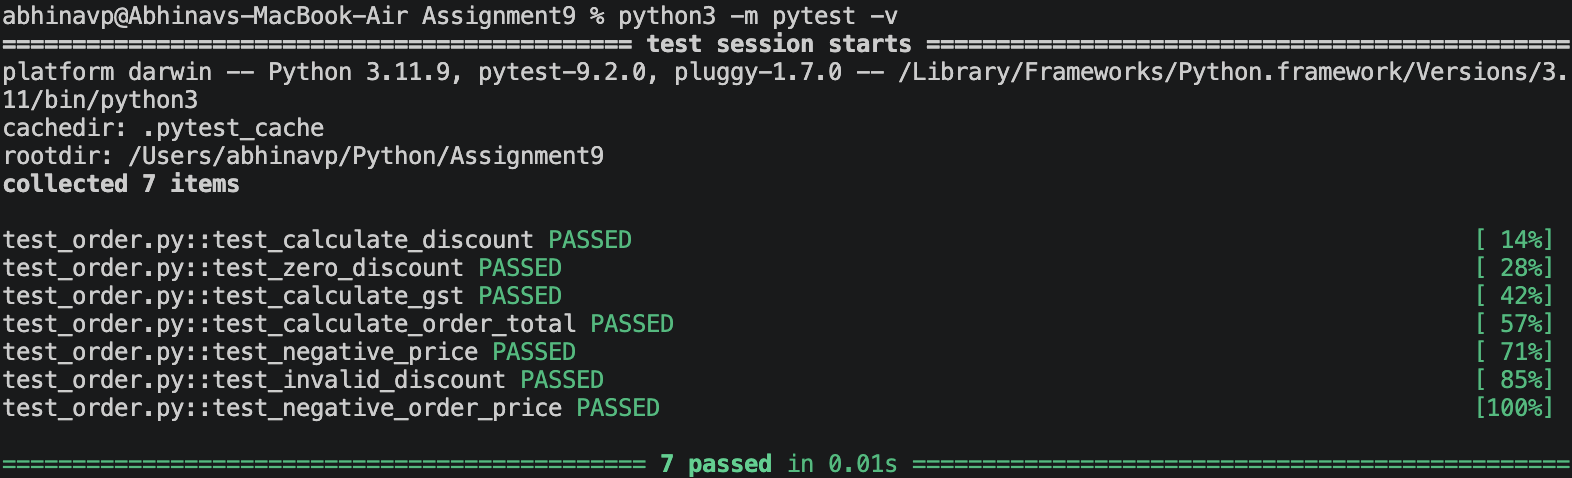 abhinavp@Abhinavs-MacBook-Air Assignment9 % python3 -m pytest -v
============================================= test session starts ==============================================
platform darwin -- Python 3.11.9, pytest-9.2.0, pluggy-1.7.0 -- /Library/Frameworks/Python.framework/Versions/3.
11/bin/python3
cachedir: .pytest_cache
rootdir: /Users/abhinavp/Python/Assignment9
collected 7 items
test_order.py::test_calculate_discount PASSED [ 14%]
test_order.py::test_zero_discount PASSED [ 28%]
test_order.py::test_calculate_gst PASSED [ 42%]
test_order.py::test_calculate_order_total PASSED [ 57%]
test_order.py::test_negative_price PASSED [ 71%]
test_order.py::test_invalid_discount PASSED [ 85%]
test_order.py::test_negative_order_price PASSED [100%]
============================================== 7 passed in 0.01s ===============================================